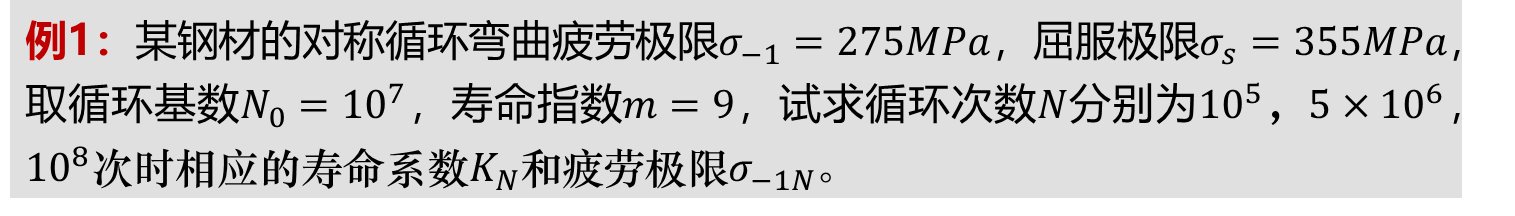 例1：某钢材的对称循环弯曲疲劳极限σ₋₁ = 275MPa，屈服极限σₛ = 355MPa，
取循环基数N₀ = 10⁷，寿命指数m = 9，试求循环次数N分别为10⁵，5 × 10⁶，
10⁸次时相应的寿命系数K_N和疲劳极限σ₋₁N。